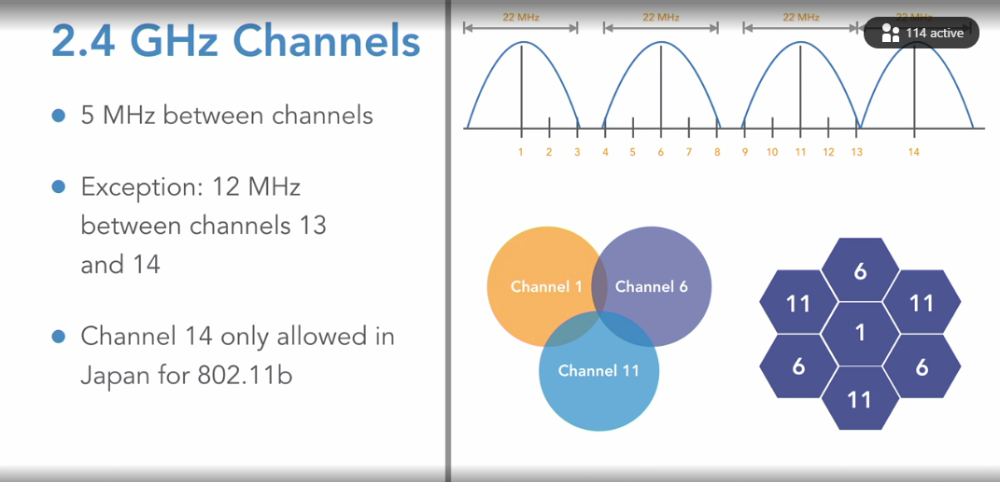 2.4 GHz Channels
5 MHz between channels
Exception: 12 MHz
between channels 13
and 14
Channel 14 only allowed in
Japan for 802.11b
22 MHz 22 MHz 22 MHz 22 MHz
114 active
1 2 3 4 5 6 7 8 9 10 11 12 13 14
Channel 1 Channel 6
Channel 11
6
11 11
1
6 6
11